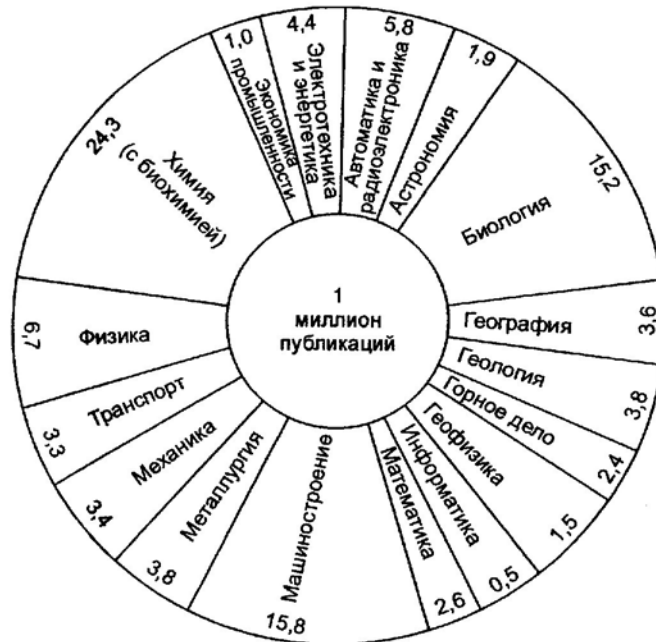 1,0
Экономика
промышленности
4,4
Электротехника
и энергетика
5,8
Автоматика и
радиоэлектроника
1,9
Астрономия
15,2
Биология
3,6
География
3,8
Геология
2,4
Горное дело
1,5
Геофизика
0,5
Информатика
2,6
Математика
15,8
Машиностроение
3,8
Металлургия
3,4
Механика
3,3
Транспорт
6,7
Физика
24,3
Химия
(с биохимией)
1
миллион
публикаций